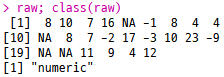 > raw; class(raw)
[1] 8 10 7 16 NA -1 8 4 4
[10] NA 8 7 -2 17 -3 10 23 -9
[19] NA NA 11 9 4 12
[1] "numeric"